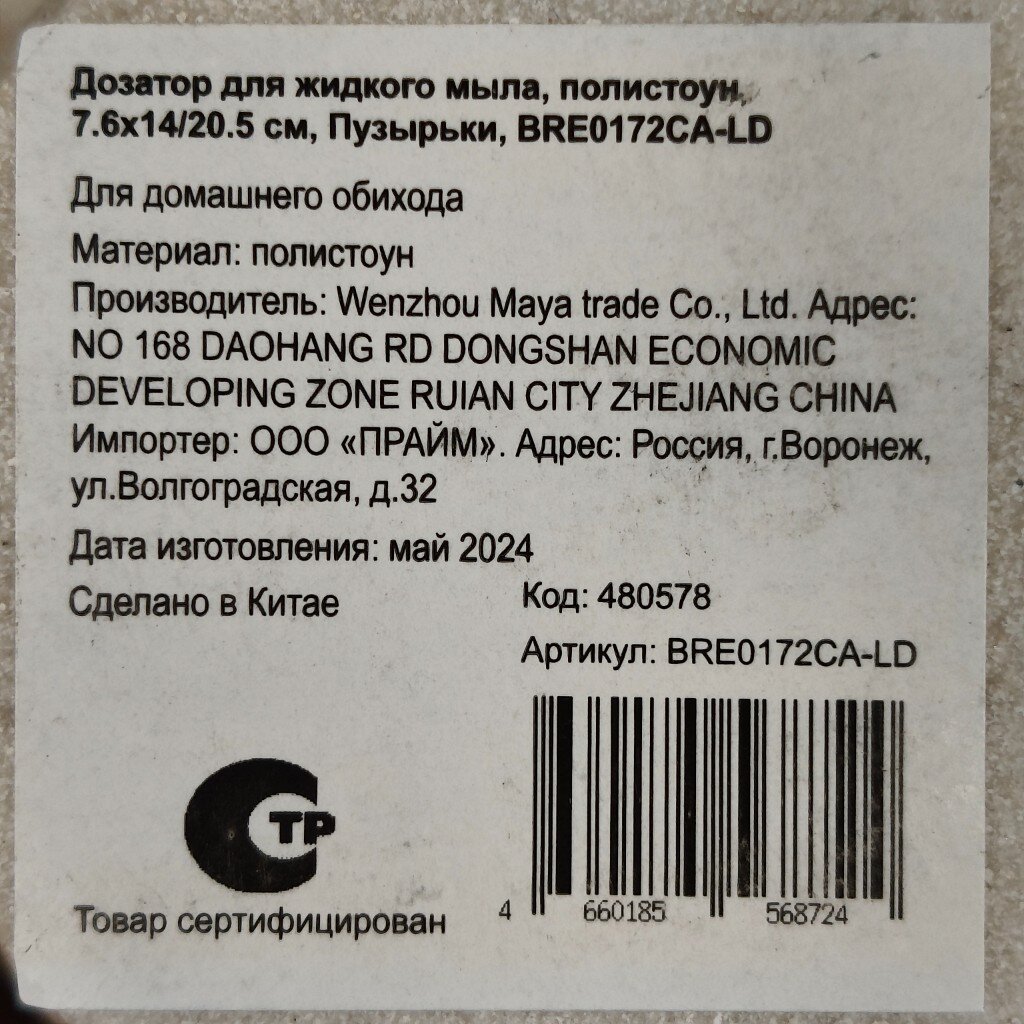 Дозатор для жидкого мыла, полистоун,
7.6x14/20.5 см, Пузырьки, BRE0172CA-LD
Для домашнего обихода
Материал: полистоун
Производитель: Wenzhou Maya trade Co., Ltd. Адрес:
NO 168 DAOHANG RD DONGSHAN ECONOMIC
DEVELOPING ZONE RUIAN CITY ZHEJIANG CHINA
Импортер: ООО «ПРАЙМ». Адрес: Россия, г.Воронеж,
ул.Волгоградская, д.32
Дата изготовления: май 2024
Сделано в Китае
Код: 480578
Артикул: BRE0172CA-LD
ТР
Товар сертифицирован
4 660185 568724